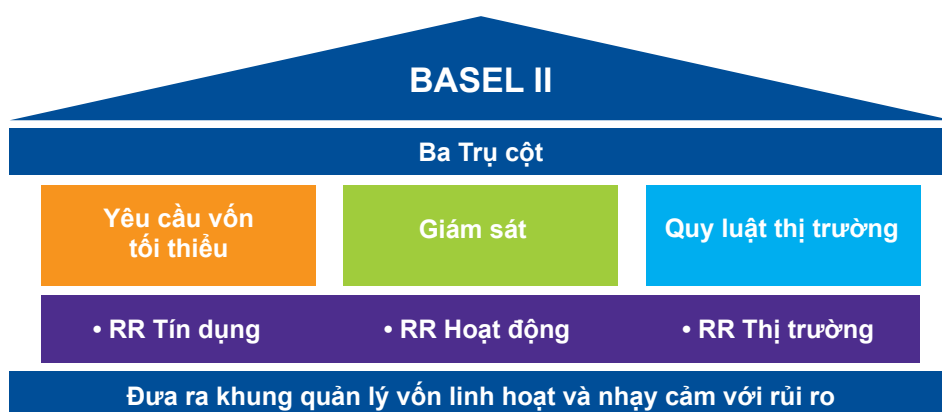 BASEL II
Ba Trụ cột
Yêu cầu vốn
tối thiểu
Giám sát
Quy luật thị trường
• RR Tín dụng
• RR Hoạt động
• RR Thị trường
Đưa ra khung quản lý vốn linh hoạt và nhạy cảm với rủi ro